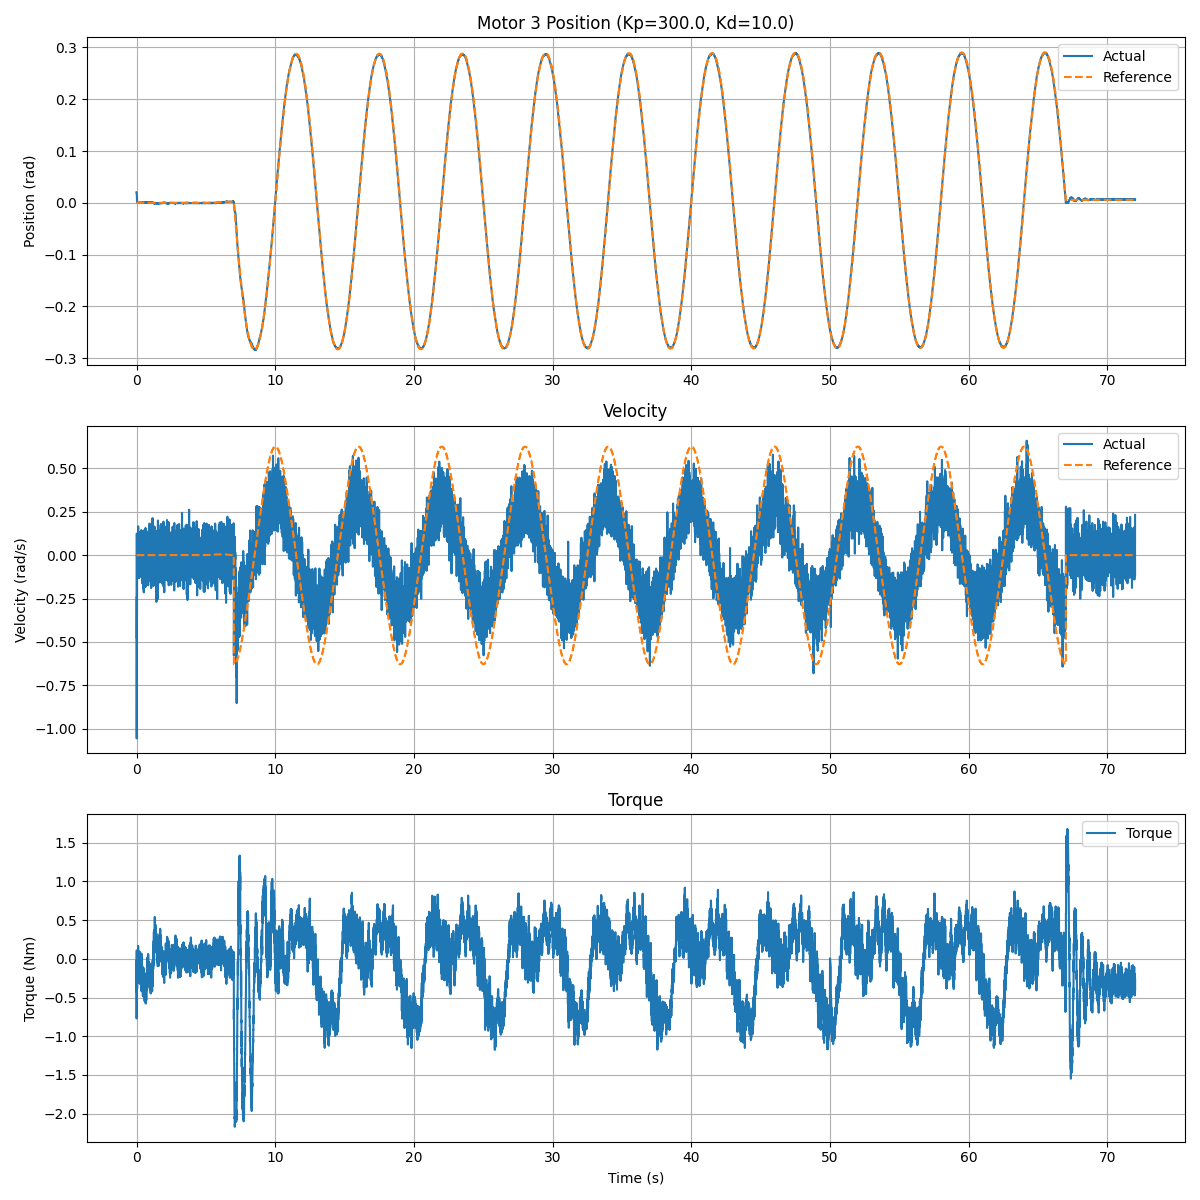 Motor 3 Position (Kp=300.0, Kd=10.0)
0.3
0.2
0.1
0.0
−0.1
−0.2
−0.3
Position (rad)
Actual
Reference
0 10 20 30 40 50 60 70
Velocity
0.50
0.25
0.00
−0.25
−0.50
−0.75
−1.00
Velocity (rad/s)
Actual
Reference
0 10 20 30 40 50 60 70
Torque
1.5
1.0
0.5
0.0
−0.5
−1.0
−1.5
−2.0
Torque (Nm)
Torque
0 10 20 30 40 50 60 70
Time (s)